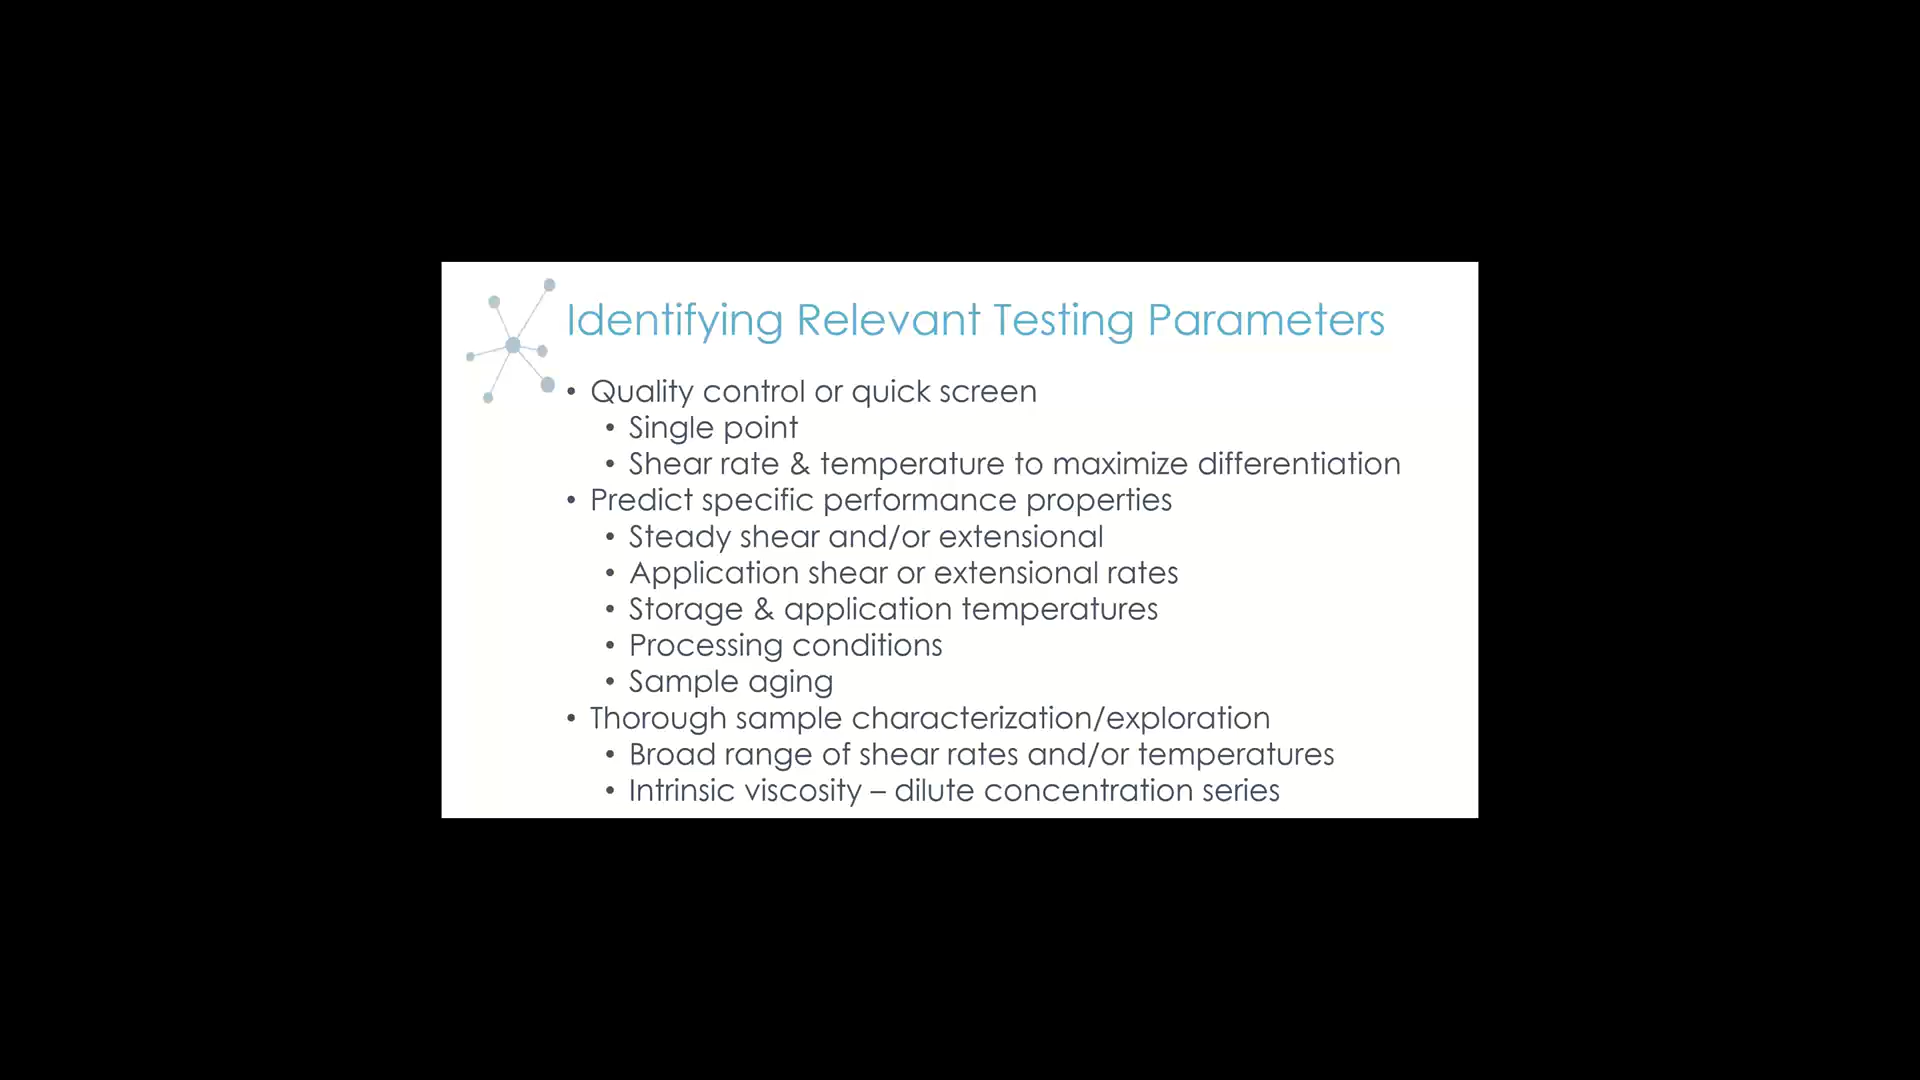 Identifying Relevant Testing Parameters
• Quality control or quick screen
• Single point
• Shear rate & temperature to maximize differentiation
• Predict specific performance properties
• Steady shear and/or extensional
• Application shear or extensional rates
• Storage & application temperatures
• Processing conditions
• Sample aging
• Thorough sample characterization/exploration
• Broad range of shear rates and/or temperatures
• Intrinsic viscosity – dilute concentration series